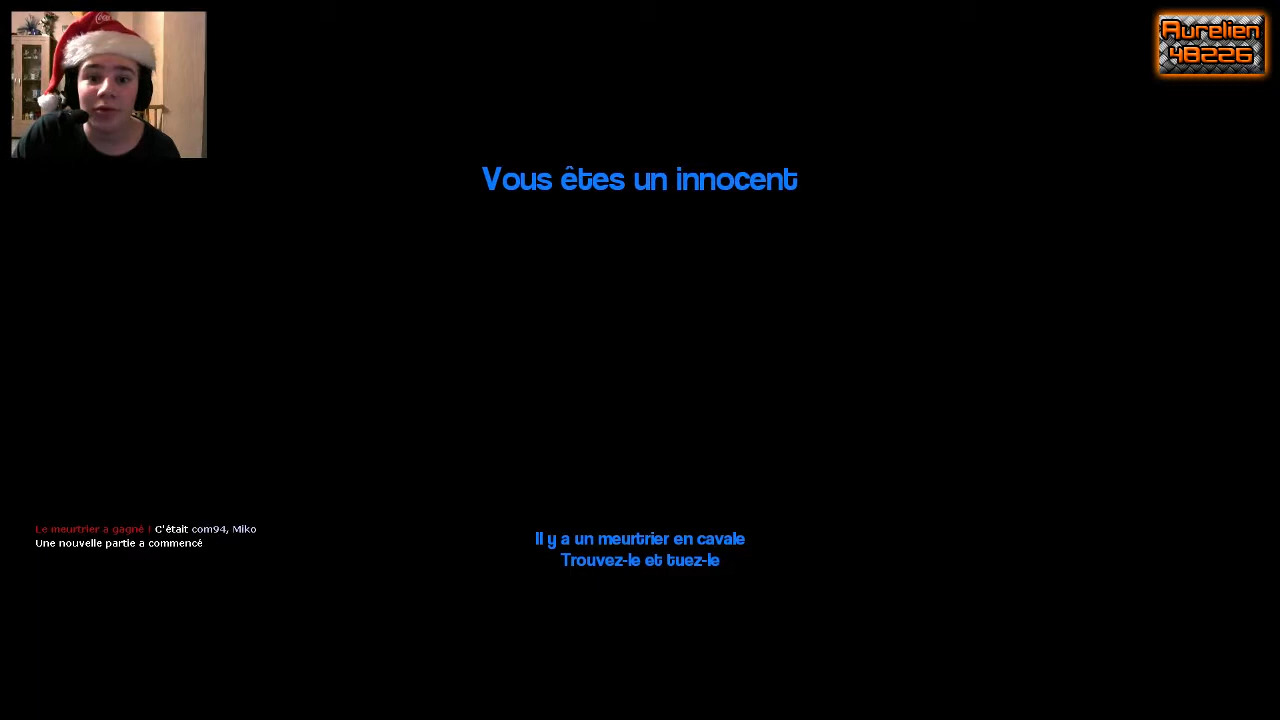 Aurelien
48226
Vous êtes un innocent
Le meurtrier a gagné ! C'était com94, Miko
Une nouvelle partie a commencé
Il y a un meurtrier en cavale
Trouvez-le et tuez-le